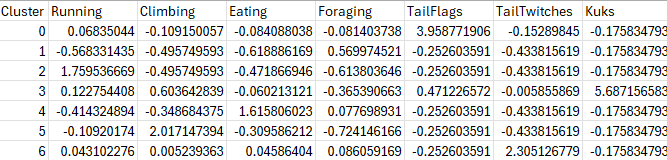 Cluster Running Climbing Eating Foraging TailFlags TailTwitches Kuks
0 0.06835044 -0.109150057 -0.084088038 -0.081403738 3.958771906 -0.15289845 -0.175834793
1 -0.568331435 -0.495749593 -0.618886169 0.569974521 -0.252603591 -0.433815619 -0.175834793
2 1.759536669 -0.495749593 -0.471866946 -0.613803646 -0.252603591 -0.433815619 -0.175834793
3 0.122754408 0.603642839 -0.060213121 -0.365390663 0.471226572 -0.005855869 5.687156583
4 -0.414324894 -0.348684375 1.615806023 0.077698931 -0.252603591 -0.433815619 -0.175834793
5 -0.10920174 2.017147394 -0.309586212 -0.724146166 -0.252603591 -0.433815619 -0.175834793
6 0.043102276 0.005239363 0.04586404 0.086059169 -0.252603591 2.305126779 -0.175834793